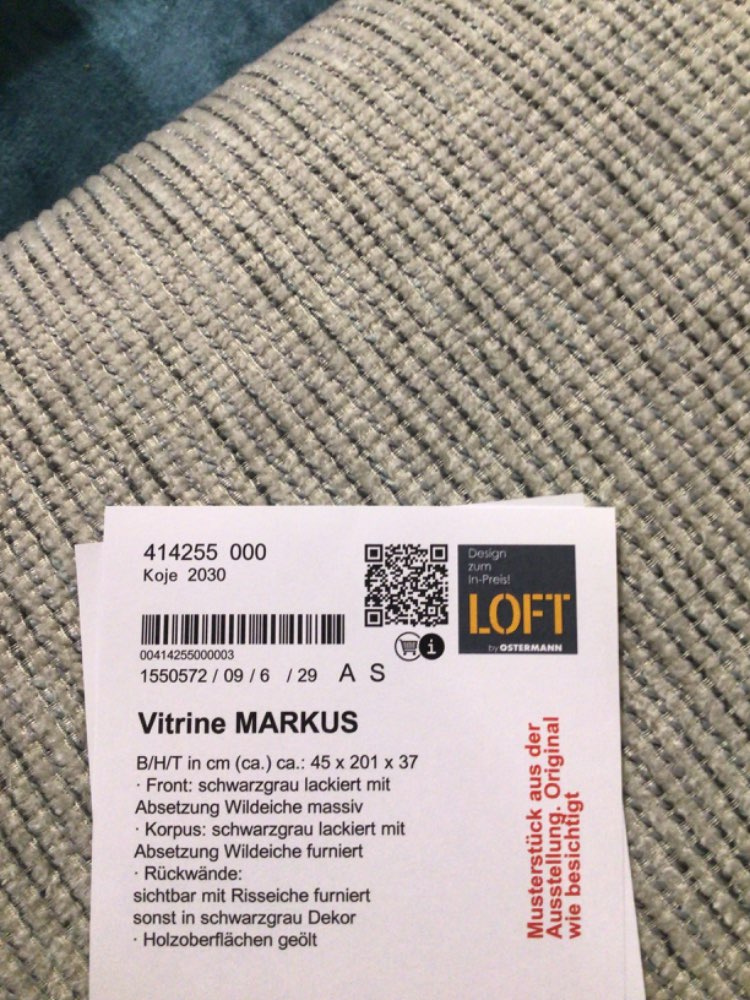 414255 000
Koje 2030
00414255000003
1550572 / 09 / 6 / 29 A S
Design
zum
In-Preis!
LOFT
by OSTERMANN
Vitrine MARKUS
B/H/T in cm (ca.) ca.: 45 x 201 x 37
· Front: schwarzgrau lackiert mit
Absetzung Wildeiche massiv
· Korpus: schwarzgrau lackiert mit
Absetzung Wildeiche furniert
· Rückwände:
sichtbar mit Risseiche furniert
sonst in schwarzgrau Dekor
· Holzoberflächen geölt
Musterstück aus der
Ausstellung. Original
wie besichtigt